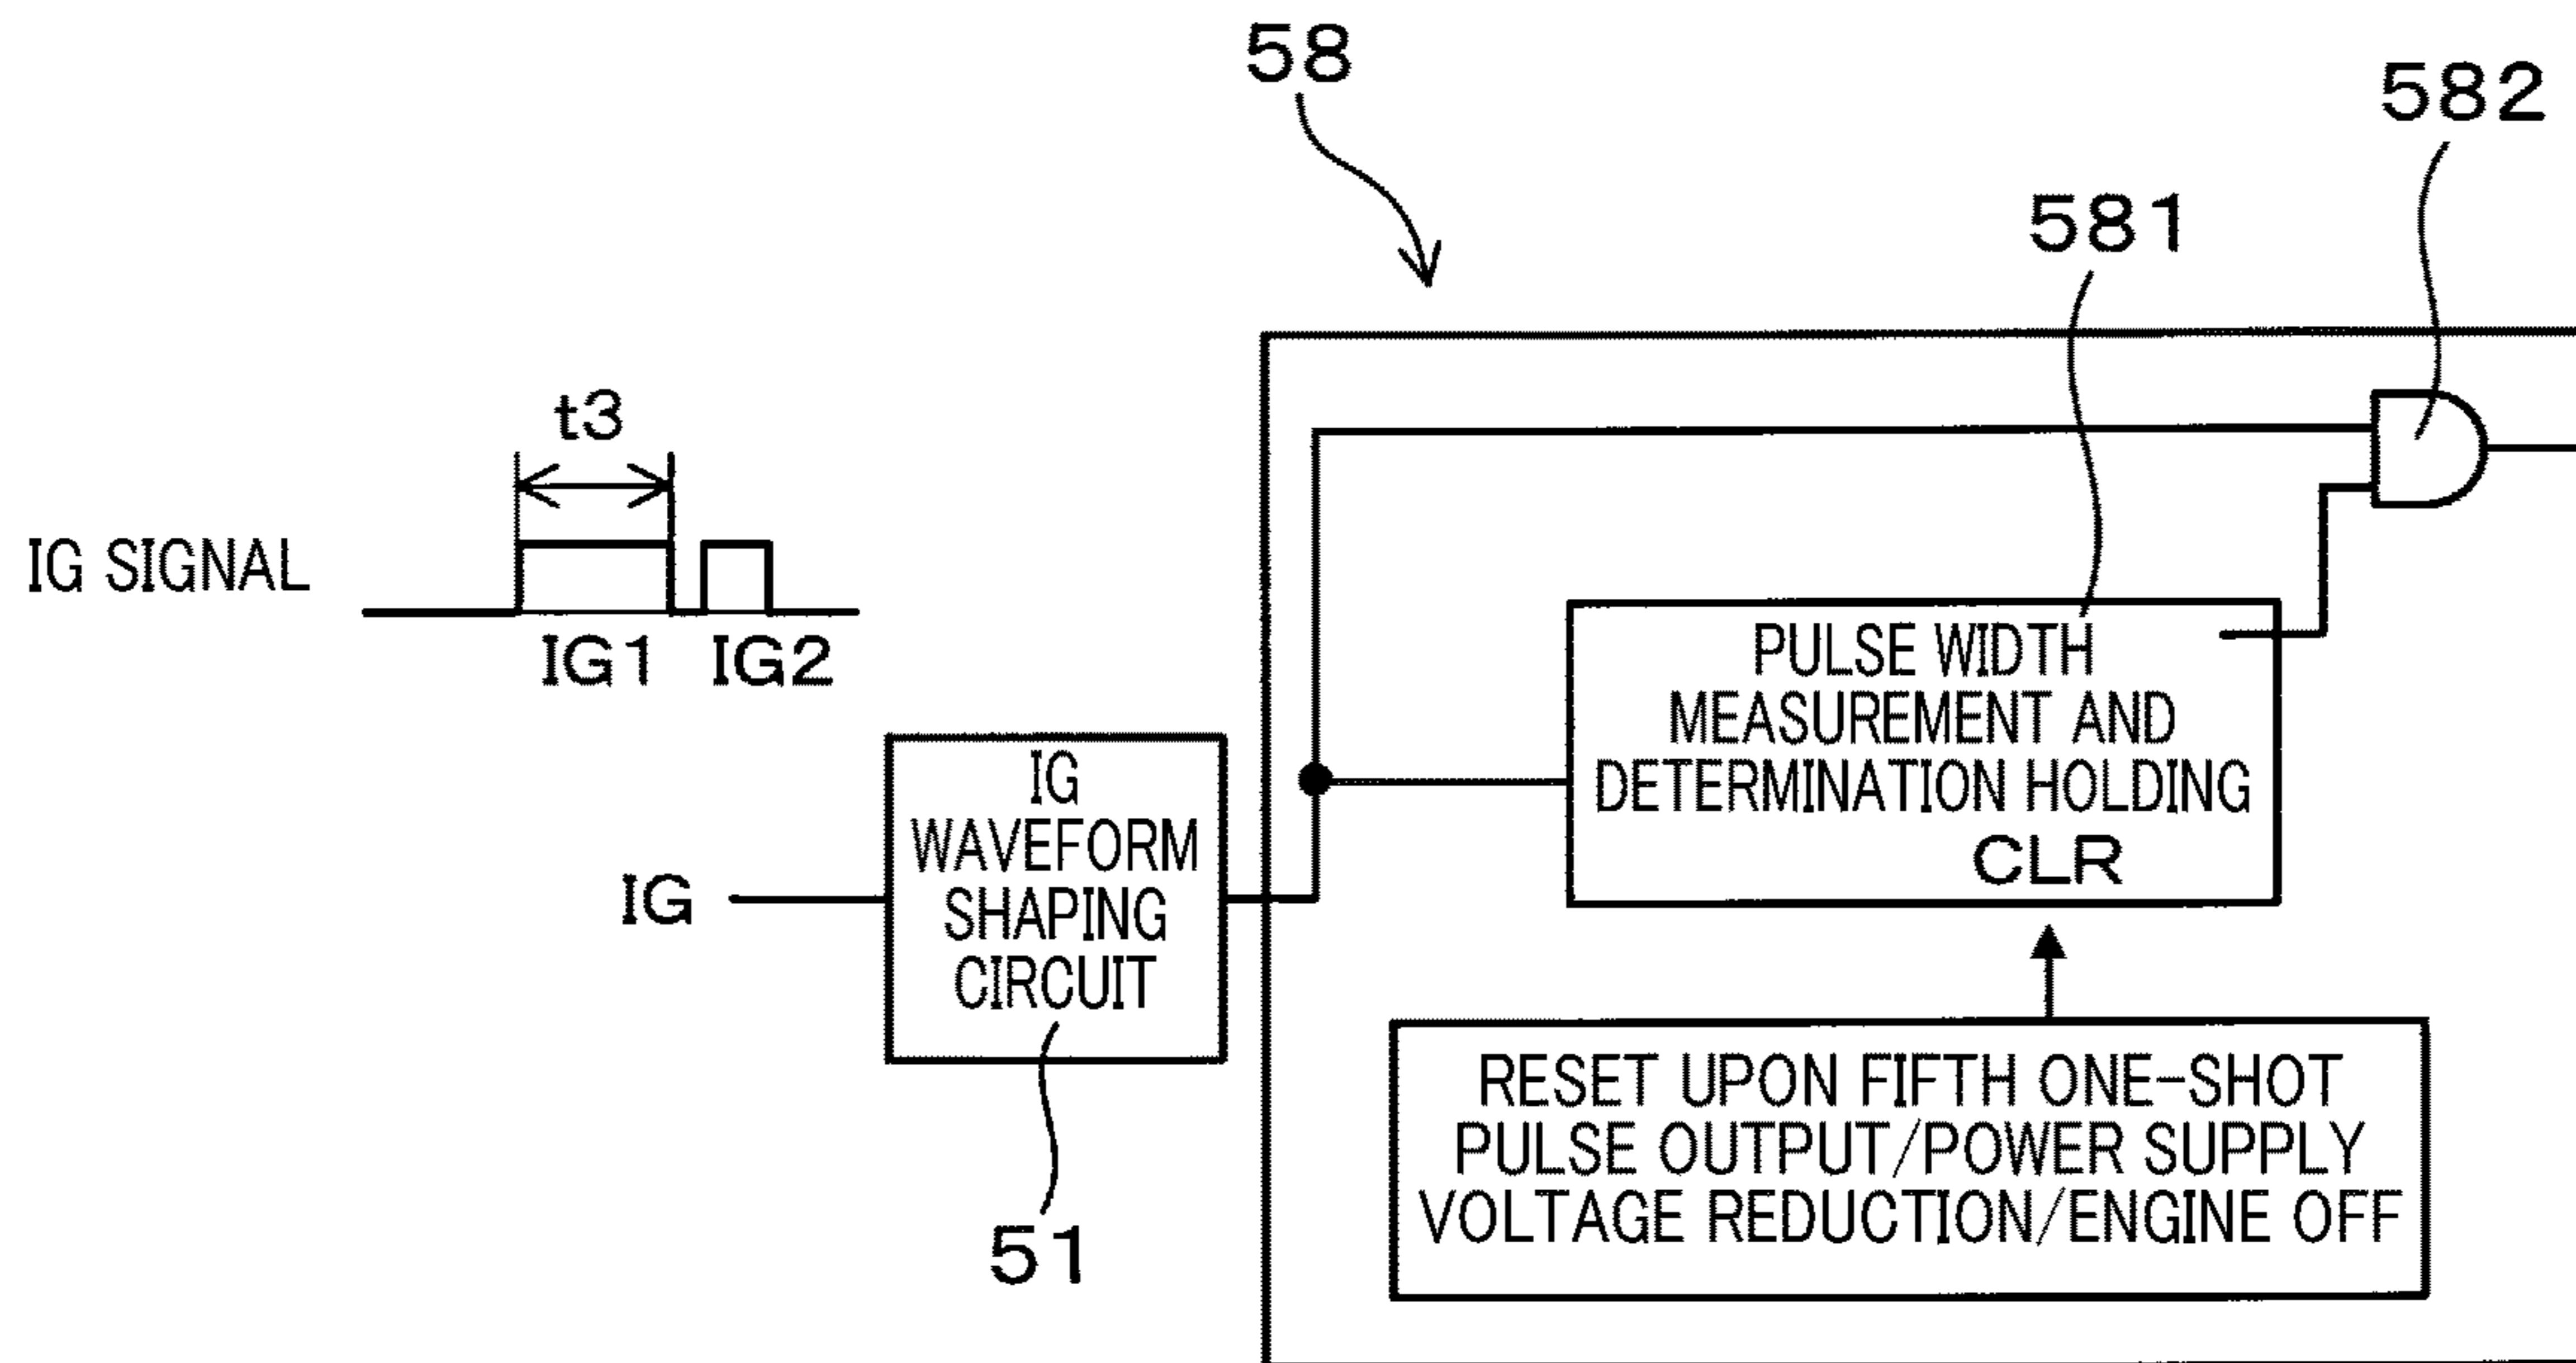 58
582
581
t3
IG SIGNAL
IG1 IG2
PULSE WIDTH
MEASUREMENT AND
DETERMINATION HOLDING
CLR
IG
IG
WAVEFORM
SHAPING
CIRCUIT
51
RESET UPON FIFTH ONE-SHOT
PULSE OUTPUT/POWER SUPPLY
VOLTAGE REDUCTION/ENGINE OFF